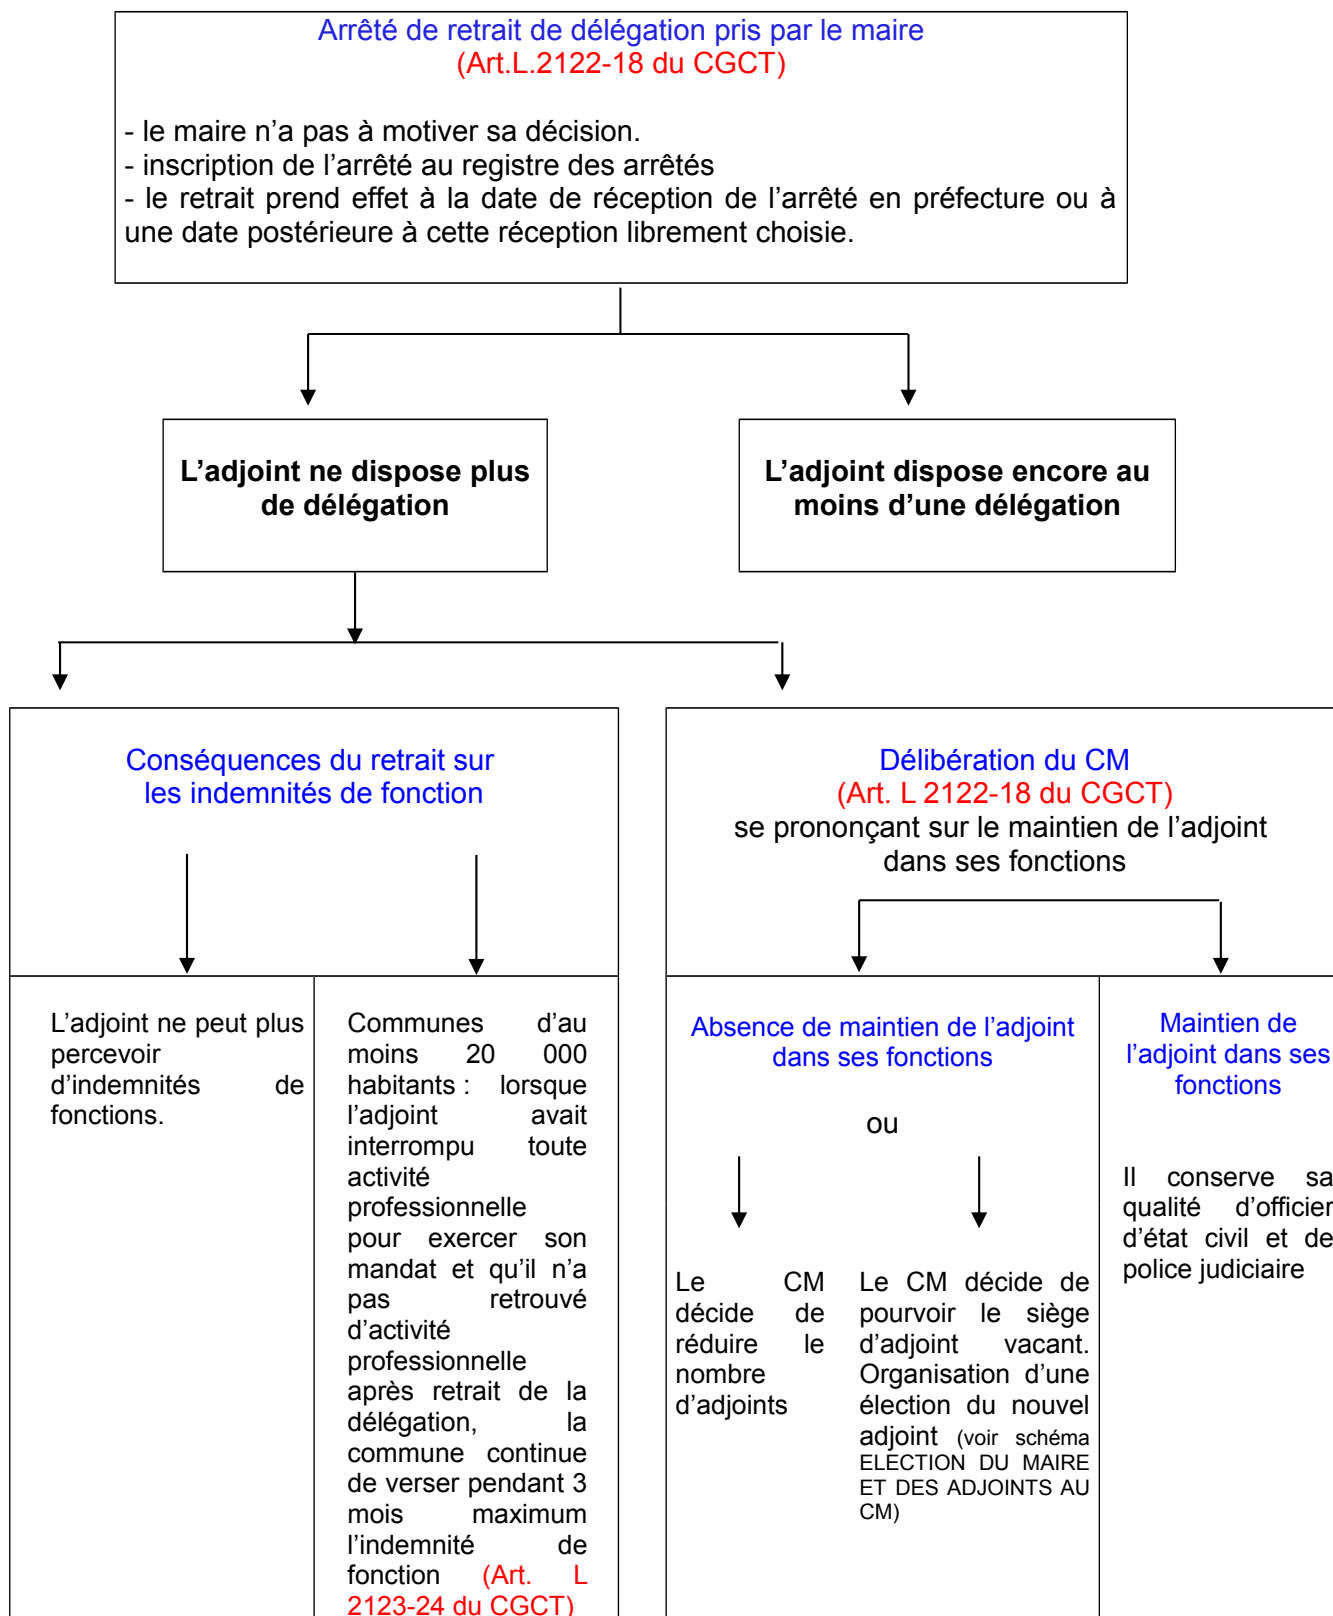 Arrêté de retrait de délégation pris par le maire
(Art.L.2122-18 du CGCT)
- le maire n’a pas à motiver sa décision.
- inscription de l’arrêté au registre des arrêtés
- le retrait prend effet à la date de réception de l’arrêté en préfecture ou à
une date postérieure à cette réception librement choisie.
L’adjoint ne dispose plus
de délégation
L’adjoint dispose encore au
moins d’une délégation
Conséquences du retrait sur
les indemnités de fonction
L’adjoint ne peut plus
percevoir
d’indemnités de
fonctions.
Communes d’au
moins 20 000
habitants : lorsque
l’adjoint avait
interrompu toute
activité
professionnelle
pour exercer son
mandat et qu’il n’a
pas retrouvé
d’activité
professionnelle
après retrait de la
délégation, la
commune continue
de verser pendant 3
mois maximum
l’indemnité de
fonction (Art. L
2123-24 du CGCT)
Délibération du CM
(Art. L 2122-18 du CGCT)
se prononçant sur le maintien de l’adjoint
dans ses fonctions
Absence de maintien de l’adjoint
dans ses fonctions
ou
Le CM
décide de
réduire le
nombre
d’adjoints
Le CM décide de
pourvoir le siège
d’adjoint vacant.
Organisation d’une
élection du nouvel
adjoint (voir schéma
ELECTION DU MAIRE
ET DES ADJOINTS AU
CM)
Maintien de
l’adjoint dans ses
fonctions
Il conserve sa
qualité d’officier
d’état civil et de
police judiciaire